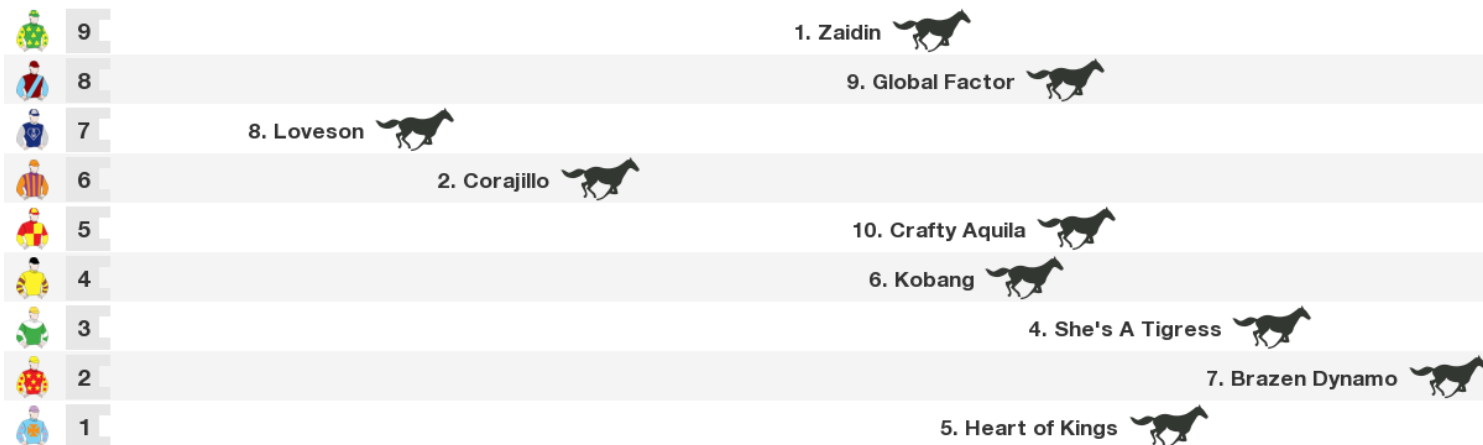 9 1. Zaidin
8 9. Global Factor
7 8. Loveson
6 2. Corajillo
5 10. Crafty Aquila
4 6. Kobang
3 4. She's A Tigress
2 7. Brazen Dynamo
1 5. Heart of Kings